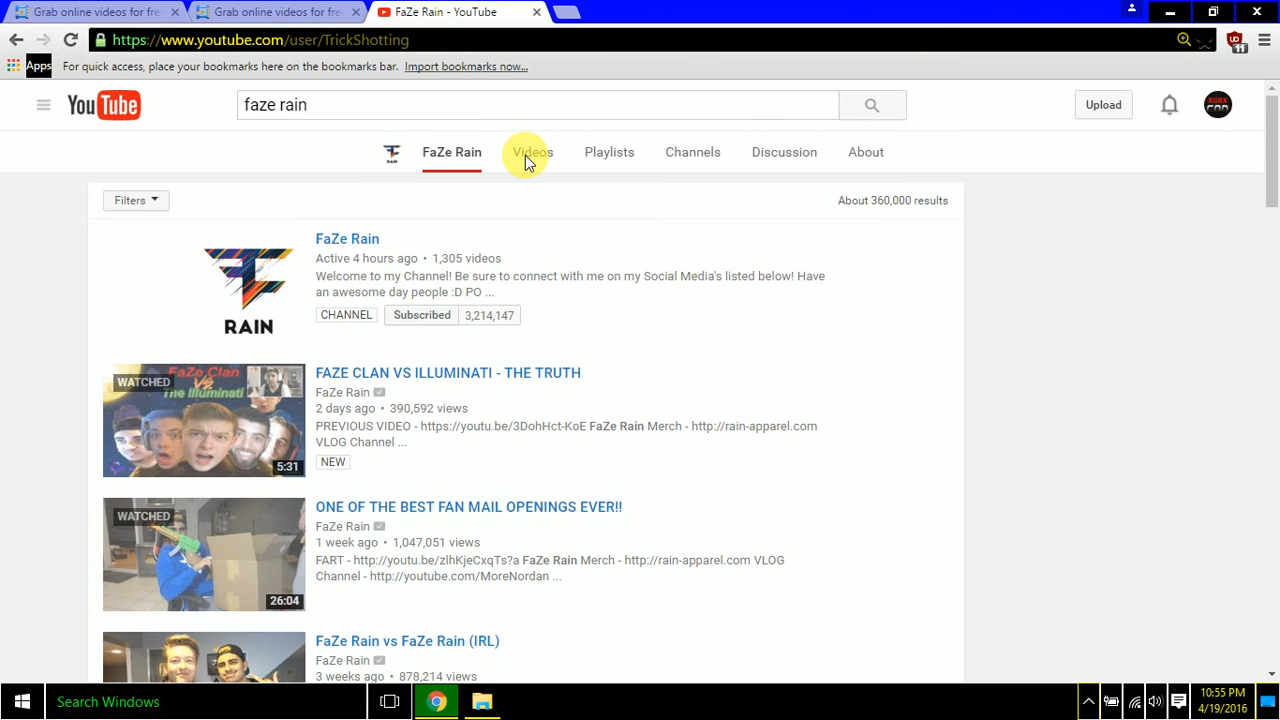 Grab online videos for fre
Grab online videos for fre
FaZe Rain - YouTube
https://www.youtube.com/user/TrickShotting
11
Apps
For quick access, place your bookmarks here on the bookmarks bar. Import bookmarks now...
YouTube
faze rain
Upload
FaZe Rain
Videos
Playlists
Channels
Discussion
About
Filters
About 360,000 results
FaZe Rain
Active 4 hours ago • 1,305 videos
Welcome to my Channel! Be sure to connect with me on my Social Media's listed below! Have
an awesome day people :D PO ...
CHANNEL
Subscribed
3,214,147
RAIN
FAZE CLAN VS ILLUMINATI - THE TRUTH
FaZe Rain
2 days ago • 390,592 views
PREVIOUS VIDEO - https://youtu.be/3DohHct-KoE FaZe Rain Merch - http://rain-apparel.com
VLOG Channel ...
NEW
WATCHED
FaZe Clan
Vs
The Illuminati
5:31
ONE OF THE BEST FAN MAIL OPENINGS EVER!!
FaZe Rain
1 week ago • 1,047,051 views
FART - http://youtu.be/zlhKjeCxqTs?a FaZe Rain Merch - http://rain-apparel.com VLOG
Channel - http://youtube.com/MoreNordan ...
WATCHED
26:04
FaZe Rain vs FaZe Rain (IRL)
FaZe Rain
3 weeks ago • 878,214 views
Search Windows
10:55 PM
4/19/2016